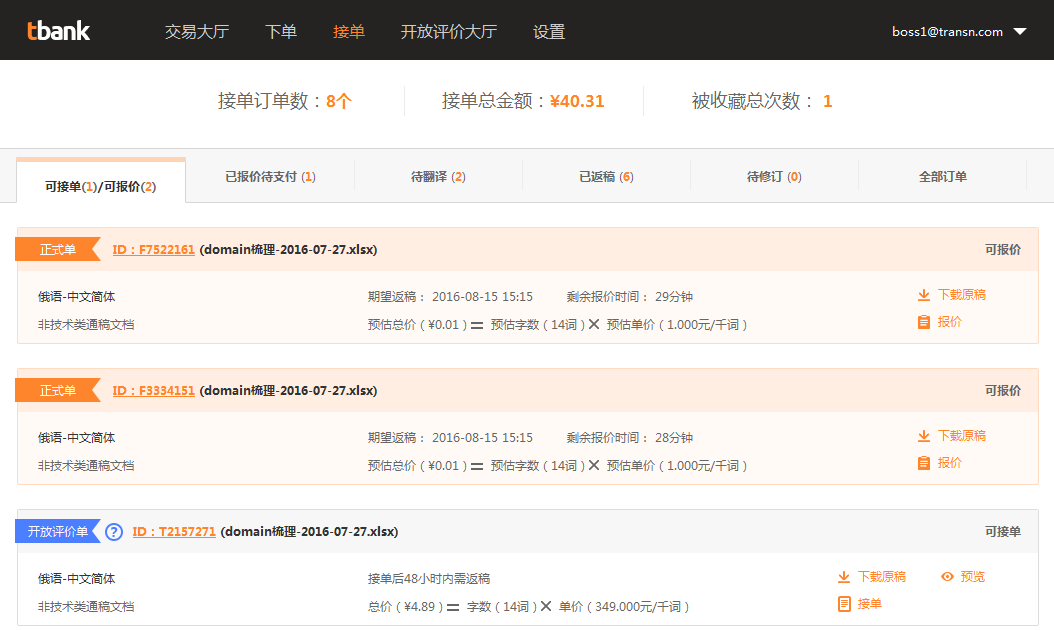 tbank 交易大厅 下单 接单 开放评价大厅 设置 boss1@transn.com
接单订单数：8个 接单总金额：¥40.31 被收藏总次数： 1
可接单(1)/可报价(2) 已报价待支付 (1) 待翻译 (2) 已返稿 (6) 待修订 (0) 全部订单
正式单 ID：F7522161 (domain梳理-2016-07-27.xlsx) 可报价
俄语-中文简体 期望返稿： 2016-08-15 15:15 剩余报价时间： 29分钟 下载原稿
非技术类通稿文档 预估总价 ( ¥0.01 ) = 预估字数 ( 14词 ) × 预估单价 ( 1.000元/千词 ) 报价
正式单 ID：F3334151 (domain梳理-2016-07-27.xlsx) 可报价
俄语-中文简体 期望返稿： 2016-08-15 15:15 剩余报价时间： 28分钟 下载原稿
非技术类通稿文档 预估总价 ( ¥0.01 ) = 预估字数 ( 14词 ) × 预估单价 ( 1.000元/千词 ) 报价
开放评价单 ? ID：T2157271 (domain梳理-2016-07-27.xlsx) 可接单
俄语-中文简体 接单后48小时内需返稿 下载原稿 预览
非技术类通稿文档 总价 ( ¥4.89 ) = 字数 ( 14词 ) × 单价 ( 349.000元/千词 ) 接单